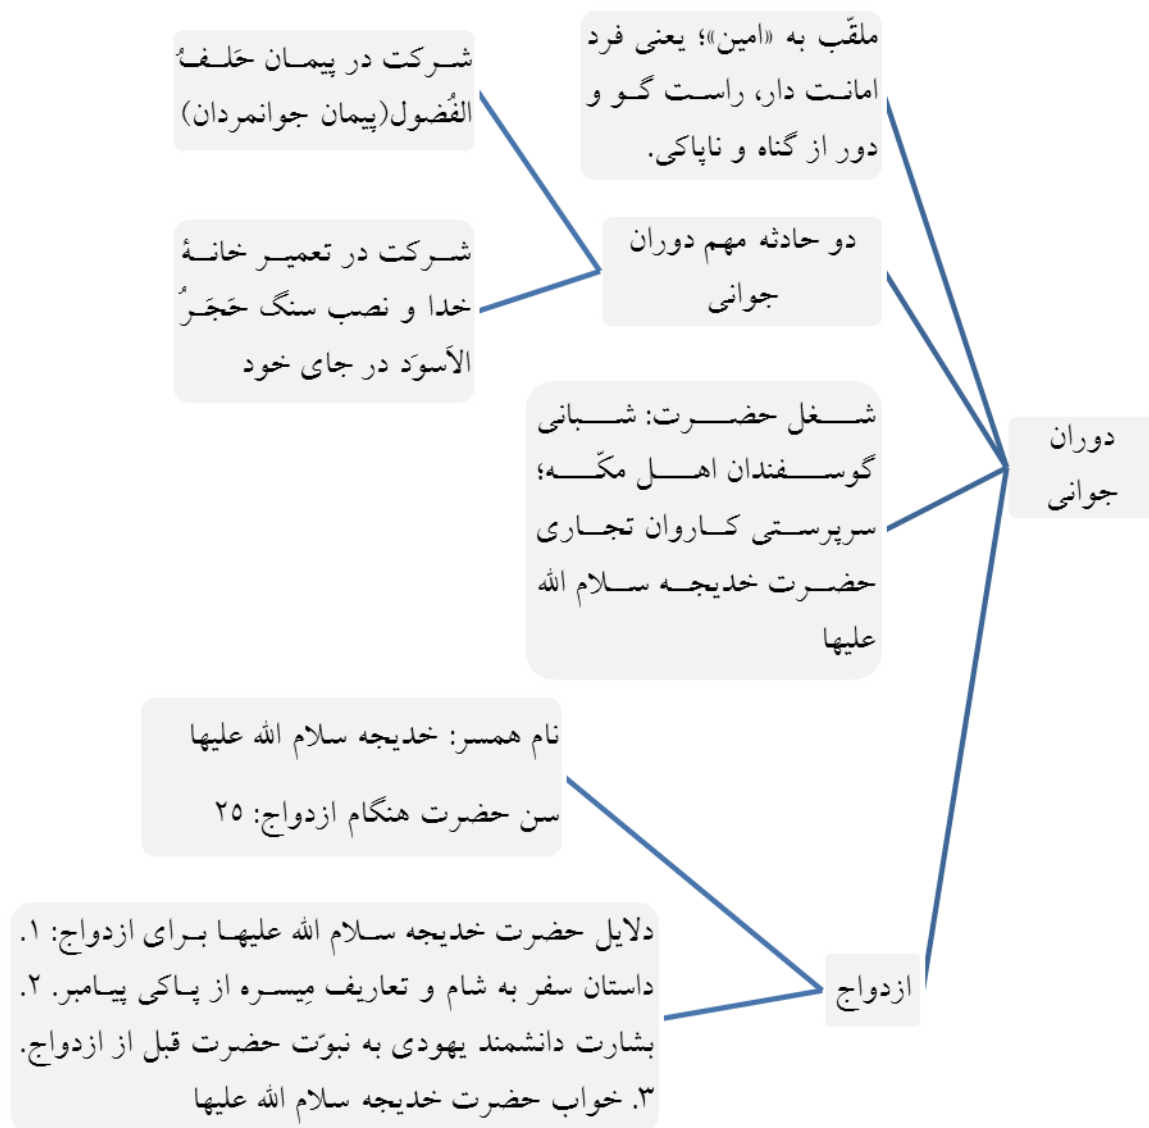 دوران
جوانی
ملقّب به «امین»؛ یعنی فرد
امانت دار، راست گو و
دور از گناه و ناپاکی.
دو حادثه مهم دوران
جوانی
شرکت در پیمان حَلفُ
الفُضول(پیمان جوانمردان)
شرکت در تعمیر خانهٔ
خدا و نصب سنگ حَجَرُ
الاَسوَد در جای خود
شغل حضرت: شبانی
گوسفندان اهل مکّه؛
سرپرستی کاروان تجاری
حضرت خدیجه سلام الله
علیها
ازدواج
نام همسر: خدیجه سلام الله علیها
سن حضرت هنگام ازدواج: ۲۵
دلایل حضرت خدیجه سلام الله علیها برای ازدواج: ۱.
داستان سفر به شام و تعاریف مِیسره از پاکی پیامبر. ۲.
بشارت دانشمند یهودی به نبوّت حضرت قبل از ازدواج.
۳. خواب حضرت خدیجه سلام الله علیها